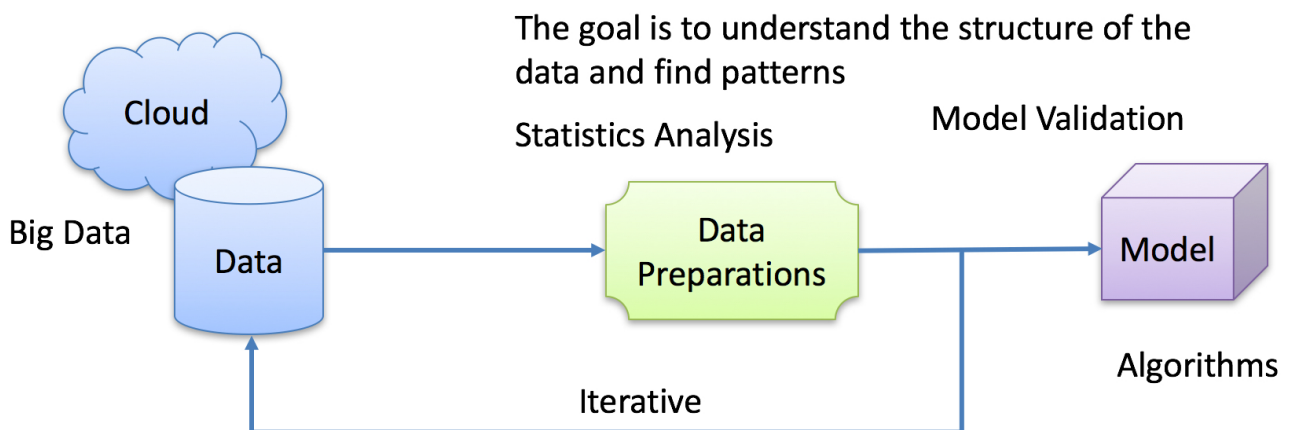 The goal is to understand the structure of the
data and find patterns
Cloud
Statistics Analysis
Model Validation
Big Data
Data
Data
Preparations
Model
Algorithms
Iterative